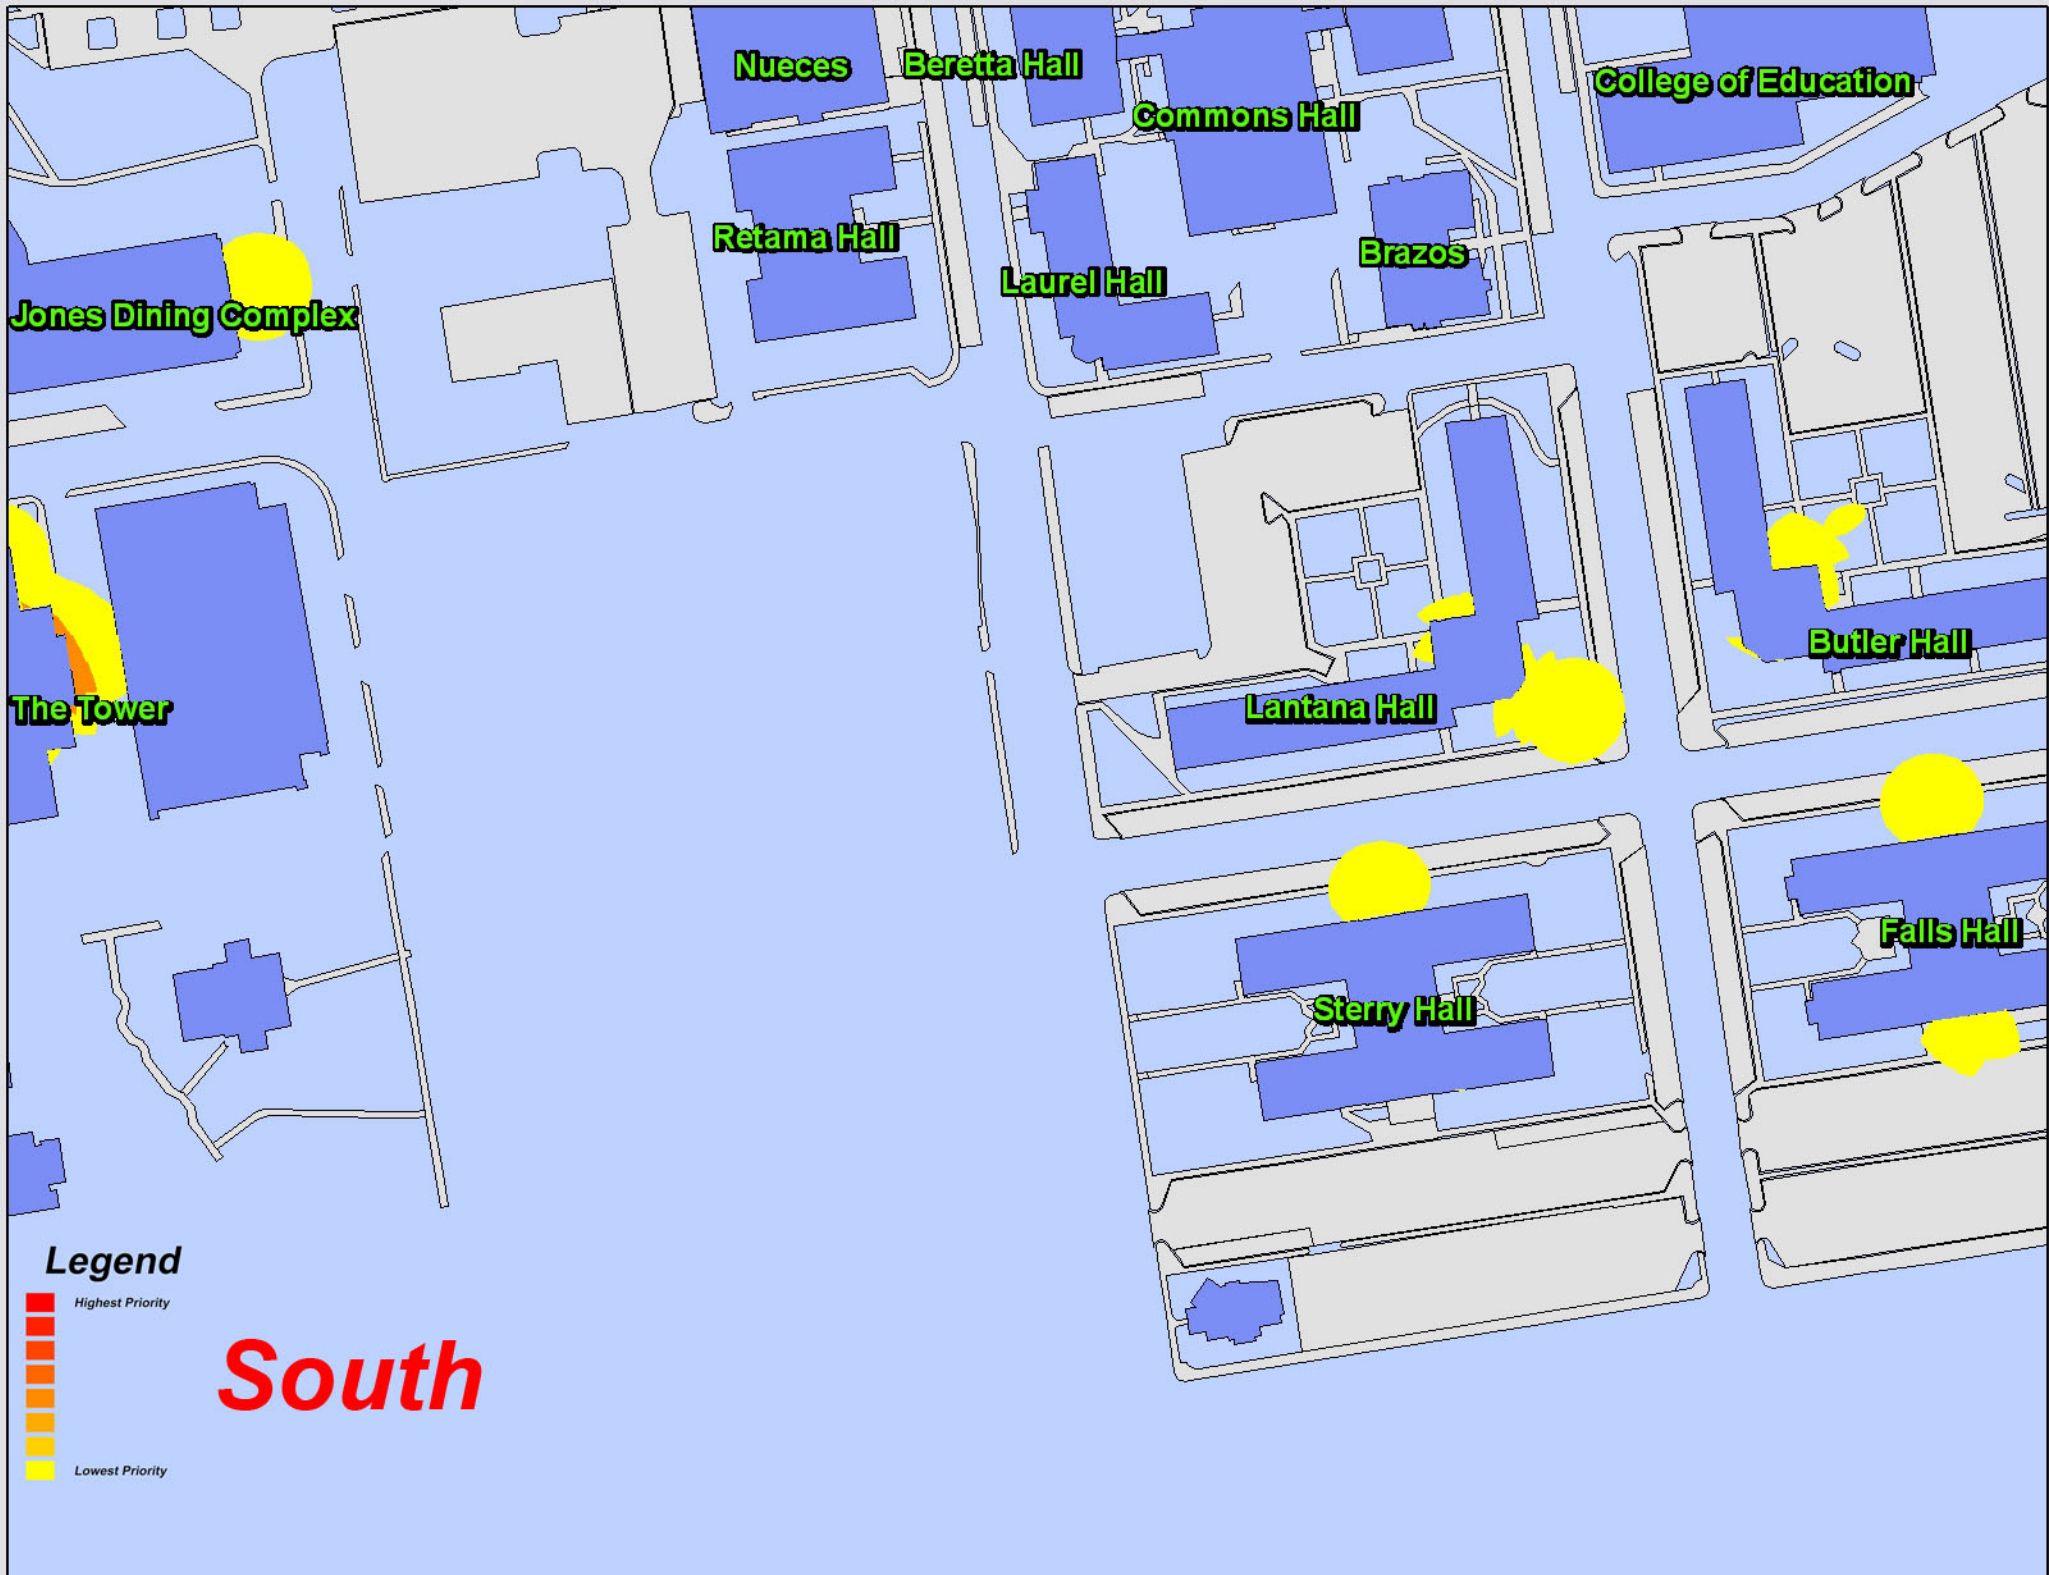 Nueces
Beretta Hall
College of Education
Commons Hall
Retama Hall
Brazos
Laurel Hall
Jones Dining Complex
Butler Hall
The Tower
Lantana Hall
Falls Hall
Sterry Hall
Legend
Highest Priority
South
Lowest Priority